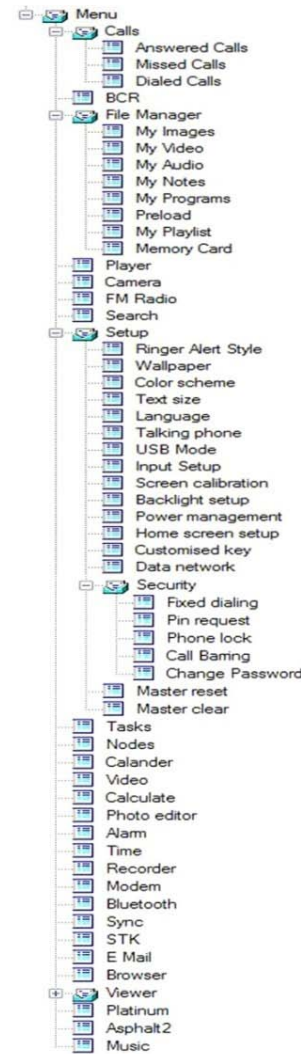 Menu
Calls
Answered Calls
Missed Calls
Dialed Calls
BCR
File Manager
My Images
My Video
My Audio
My Notes
My Programs
Preload
My Playlist
Memory Card
Player
Camera
FM Radio
Search
Setup
Ringer Alert Style
Wallpaper
Color scheme
Text size
Language
Talking phone
USB Mode
Input Setup
Screen calibration
Backlight setup
Power management
Home screen setup
Customised key
Data network
Security
Fixed dialing
Pin request
Phone lock
Call Barring
Change Password
Master reset
Master clear
Tasks
Nodes
Calander
Video
Calculate
Photo editor
Alarm
Time
Recorder
Modem
Bluetooth
Sync
STK
E Mail
Browser
Viewer
Platinum
Asphalt2
Music